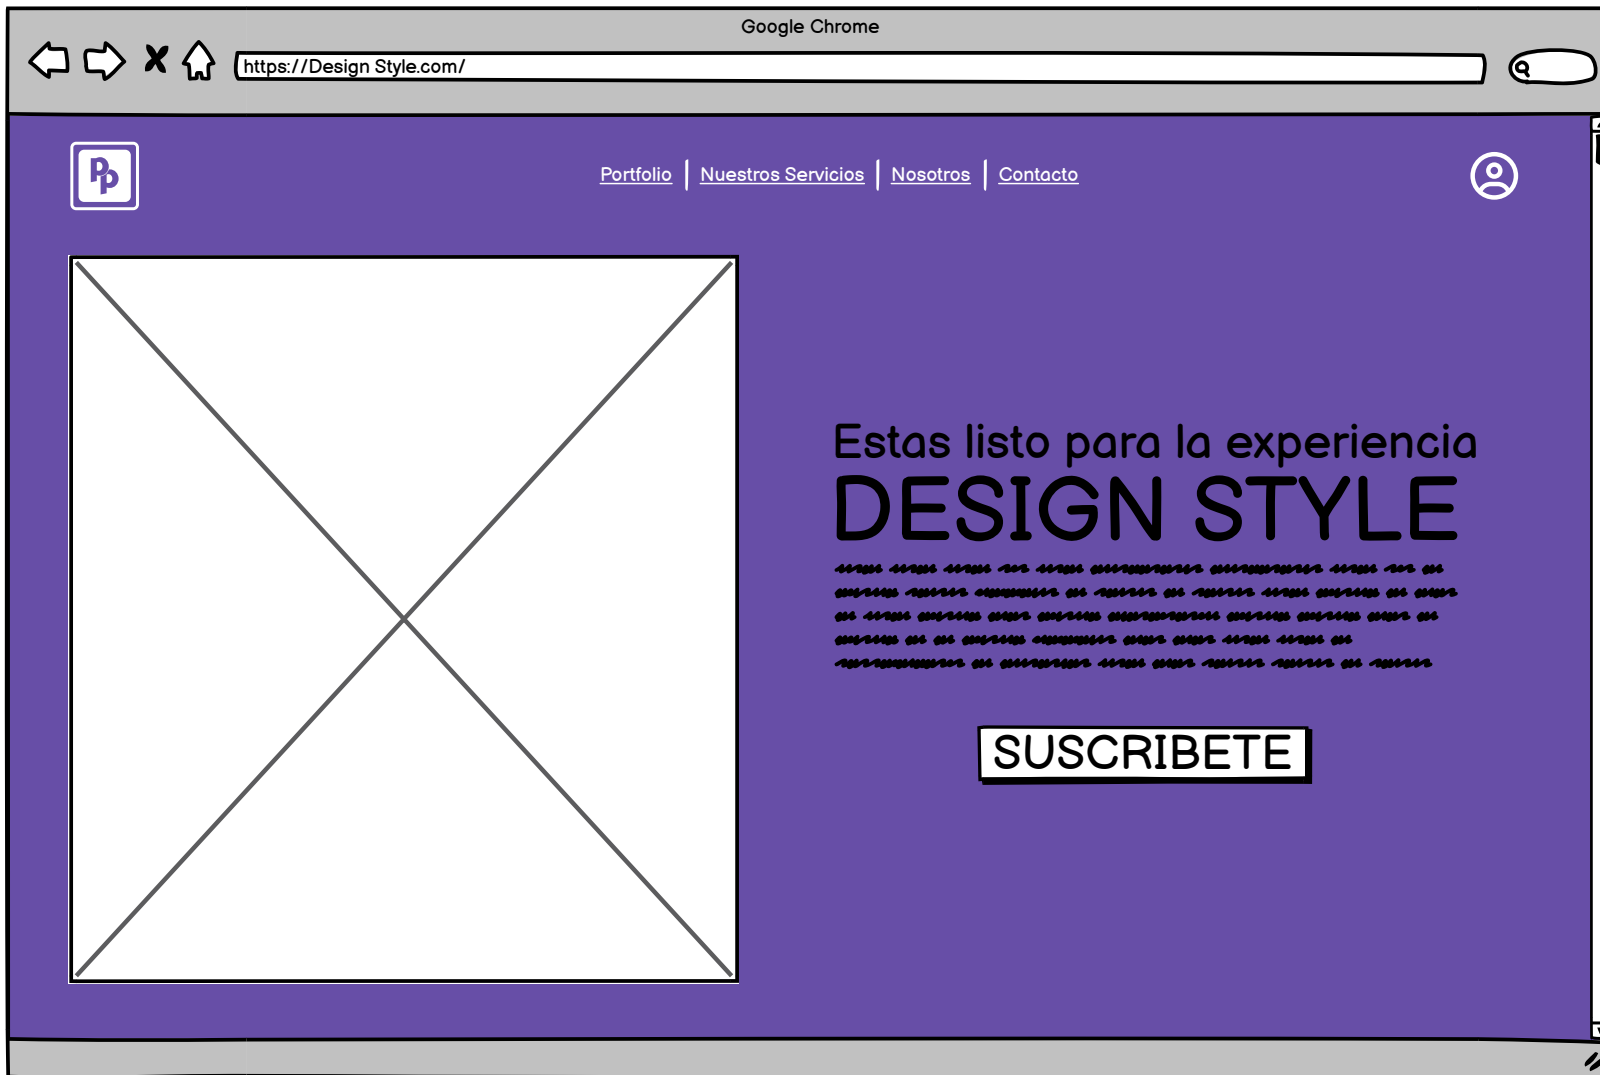 Google Chrome
https://Design Style.com/
Pp
Portfolio | Nuestros Servicios | Nosotros | Contacto
Estas listo para la experiencia
DESIGN STYLE
SUSCRIBETE